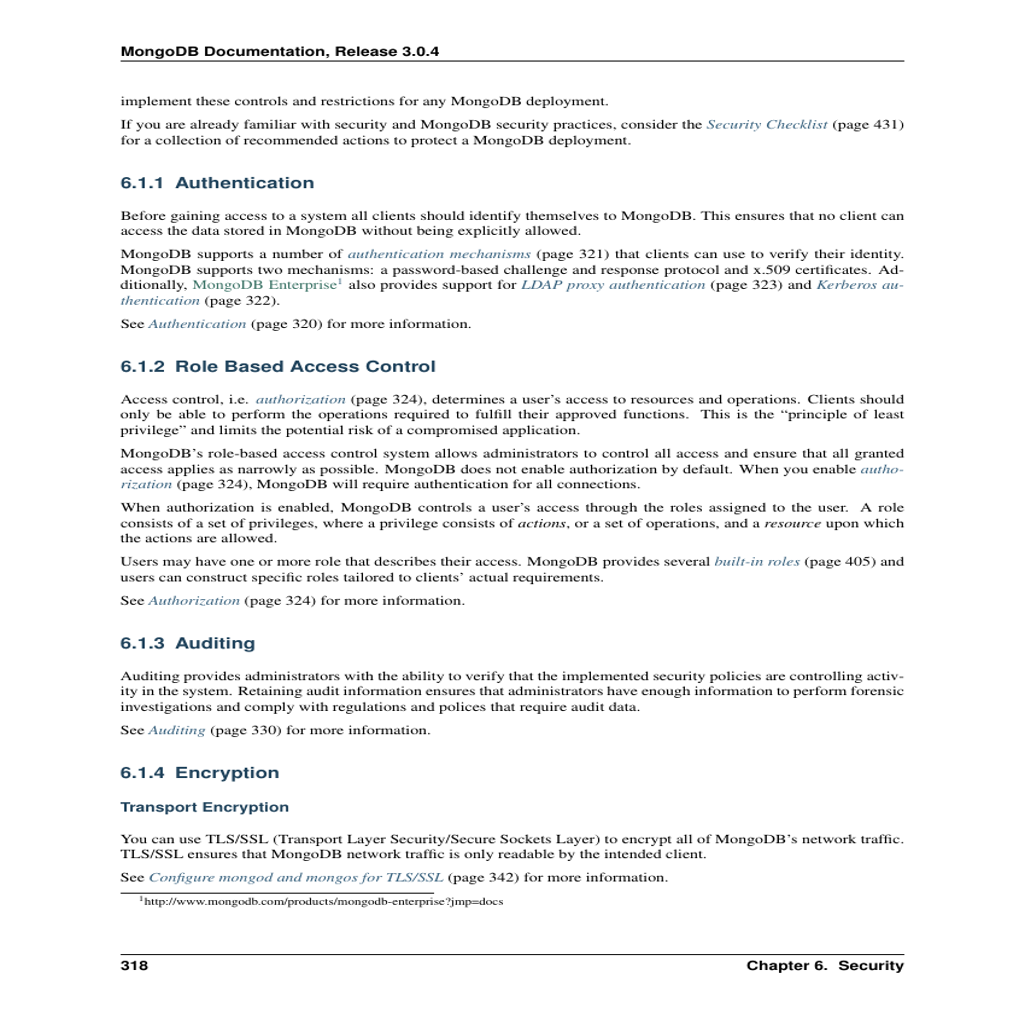 MongoDB Documentation, Release 3.0.4
implement these controls and restrictions for any MongoDB deployment.
If you are already familiar with security and MongoDB security practices, consider the Security Checklist (page 431)
for a collection of recommended actions to protect a MongoDB deployment.
6.1.1 Authentication
Before gaining access to a system all clients should identify themselves to MongoDB. This ensures that no client can
access the data stored in MongoDB without being explicitly allowed.
MongoDB supports a number of authentication mechanisms (page 321) that clients can use to verify their identity.
MongoDB supports two mechanisms: a password-based challenge and response protocol and x.509 certificates. Ad-
ditionally, MongoDB Enterprise1 also provides support for LDAP proxy authentication (page 323) and Kerberos au-
thentication (page 322).
See Authentication (page 320) for more information.
6.1.2 Role Based Access Control
Access control, i.e. authorization (page 324), determines a user's access to resources and operations. Clients should
only be able to perform the operations required to fulfill their approved functions. This is the “principle of least
privilege” and limits the potential risk of a compromised application.
MongoDB's role-based access control system allows administrators to control all access and ensure that all granted
access applies as narrowly as possible. MongoDB does not enable authorization by default. When you enable autho-
rization (page 324), MongoDB will require authentication for all connections.
When authorization is enabled, MongoDB controls a user's access through the roles assigned to the user. A role
consists of a set of privileges, where a privilege consists of actions, or a set of operations, and a resource upon which
the actions are allowed.
Users may have one or more role that describes their access. MongoDB provides several built-in roles (page 405) and
users can construct specific roles tailored to clients' actual requirements.
See Authorization (page 324) for more information.
6.1.3 Auditing
Auditing provides administrators with the ability to verify that the implemented security policies are controlling activ-
ity in the system. Retaining audit information ensures that administrators have enough information to perform forensic
investigations and comply with regulations and polices that require audit data.
See Auditing (page 330) for more information.
6.1.4 Encryption
Transport Encryption
You can use TLS/SSL (Transport Layer Security/Secure Sockets Layer) to encrypt all of MongoDB's network traffic.
TLS/SSL ensures that MongoDB network traffic is only readable by the intended client.
See Configure mongod and mongos for TLS/SSL (page 342) for more information.
1http://www.mongodb.com/products/mongodb-enterprise?jmp=docs
318 Chapter 6. Security